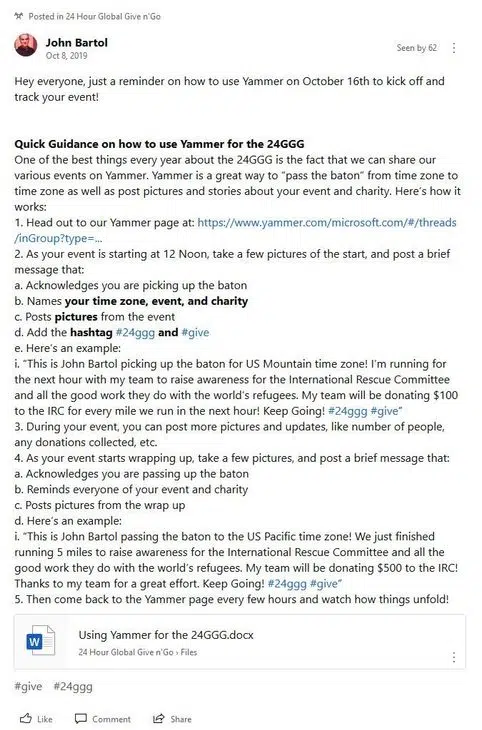 Posted in 24 Hour Global Give n'Go
John Bartol
Oct 8, 2019
Seen by 62
Hey everyone, just a reminder on how to use Yammer on October 16th to kick off and
track your event!
Quick Guidance on how to use Yammer for the 24GGG
One of the best things every year about the 24GGG is the fact that we can share our
various events on Yammer. Yammer is a great way to "pass the baton" from time zone to
time zone as well as post pictures and stories about your event and charity. Here's how it
works:
1. Head out to our Yammer page at: https://www.yammer.com/microsoft.com/#/threads
/inGroup?type=...
2. As your event is starting at 12 Noon, take a few pictures of the start, and post a brief
message that:
a. Acknowledges you are picking up the baton
b. Names your time zone, event, and charity
c. Posts pictures from the event
d. Add the hashtag #24ggg and #give
e. Here's an example:
i. "This is John Bartol picking up the baton for US Mountain time zone! I'm running for
the next hour with my team to raise awareness for the International Rescue Committee
and all the good work they do with the world's refugees. My team will be donating $100
to the IRC for every mile we run in the next hour! Keep Going! #24ggg #give"
3. During your event, you can post more pictures and updates, like number of people,
any donations collected, etc.
4. As your event starts wrapping up, take a few pictures, and post a brief message that:
a. Acknowledges you are passing up the baton
b. Reminds everyone of your event and charity
c. Posts pictures from the wrap up
d. Here's an example:
i. "This is John Bartol passing the baton to the US Pacific time zone! We just finished
running 5 miles to raise awareness for the International Rescue Committee and all the
good work they do with the world's refugees. My team will be donating $500 to the IRC!
Thanks to my team for a great effort. Keep Going! #24ggg #give"
5. Then come back to the Yammer page every few hours and watch how things unfold!
W
Using Yammer for the 24GGG.docx
24 Hour Global Give n'Go › Files
#give #24ggg
Like Comment Share